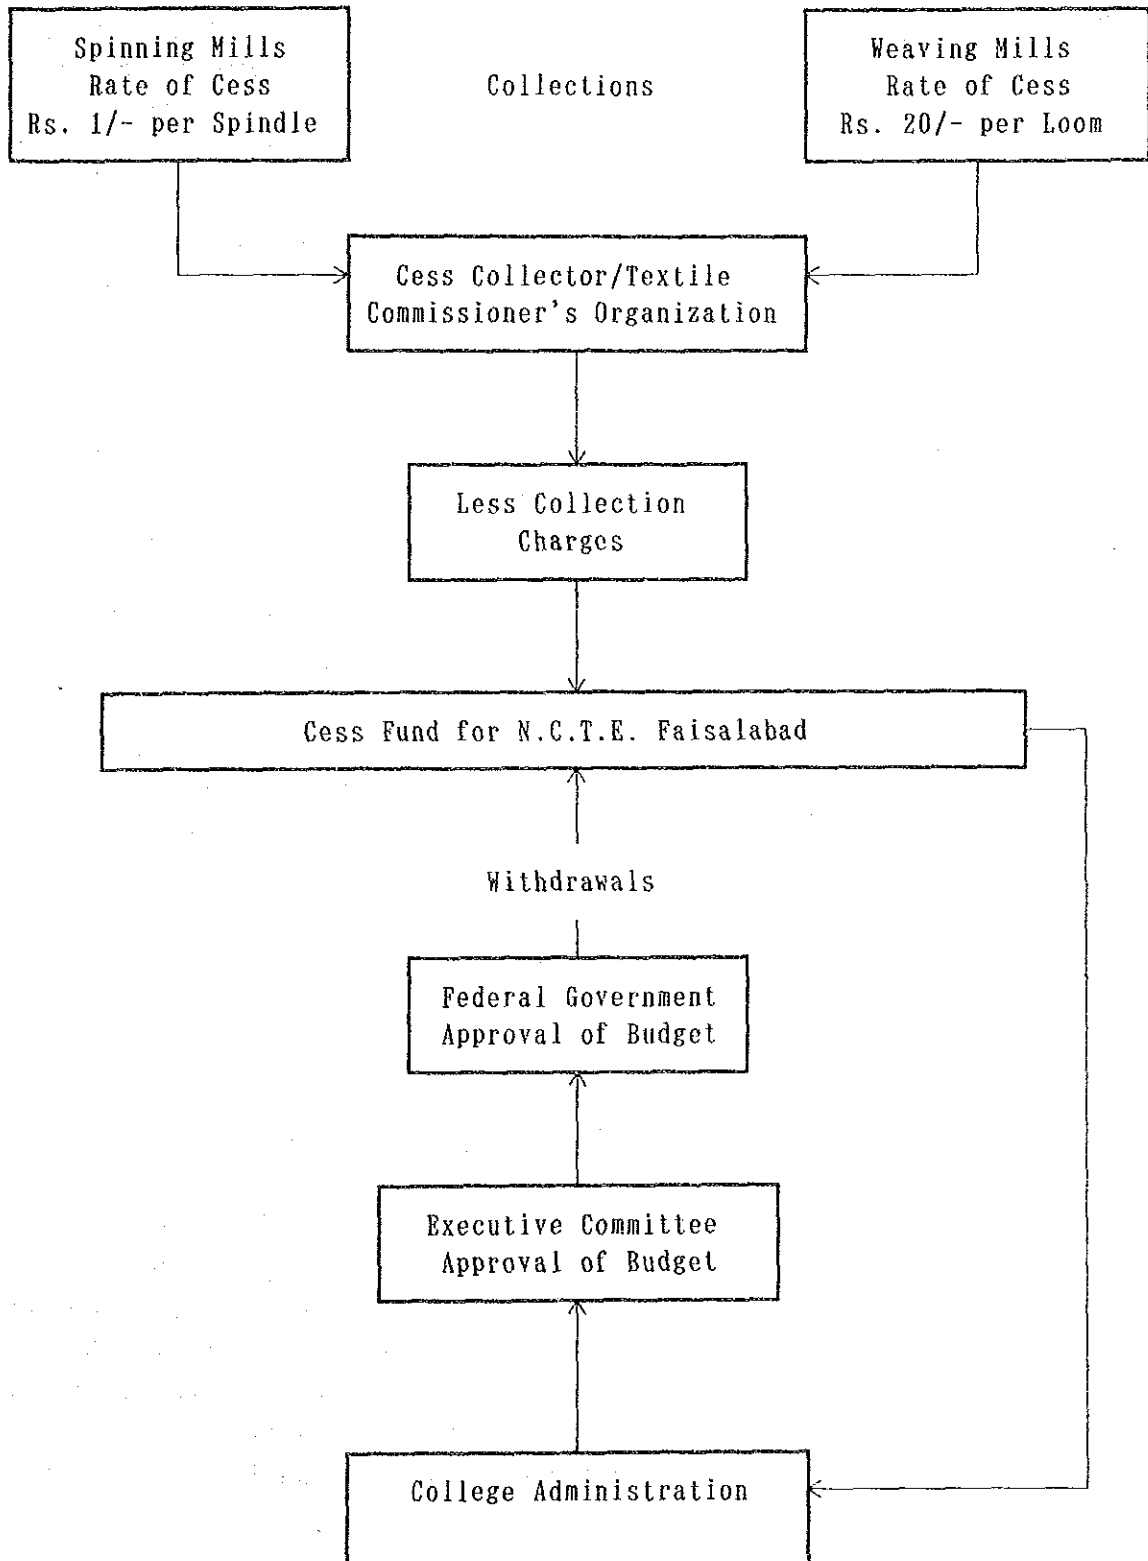 Spinning Mills
Rate of Cess
Rs. 1/- per Spindle
Collections
Weaving Mills
Rate of Cess
Rs. 20/- per Loom
Cess Collector/Textile
Commissioner's Organization
Less Collection
Charges
Cess Fund for N.C.T.E. Faisalabad
Withdrawals
Federal Government
Approval of Budget
Executive Committee
Approval of Budget
College Administration